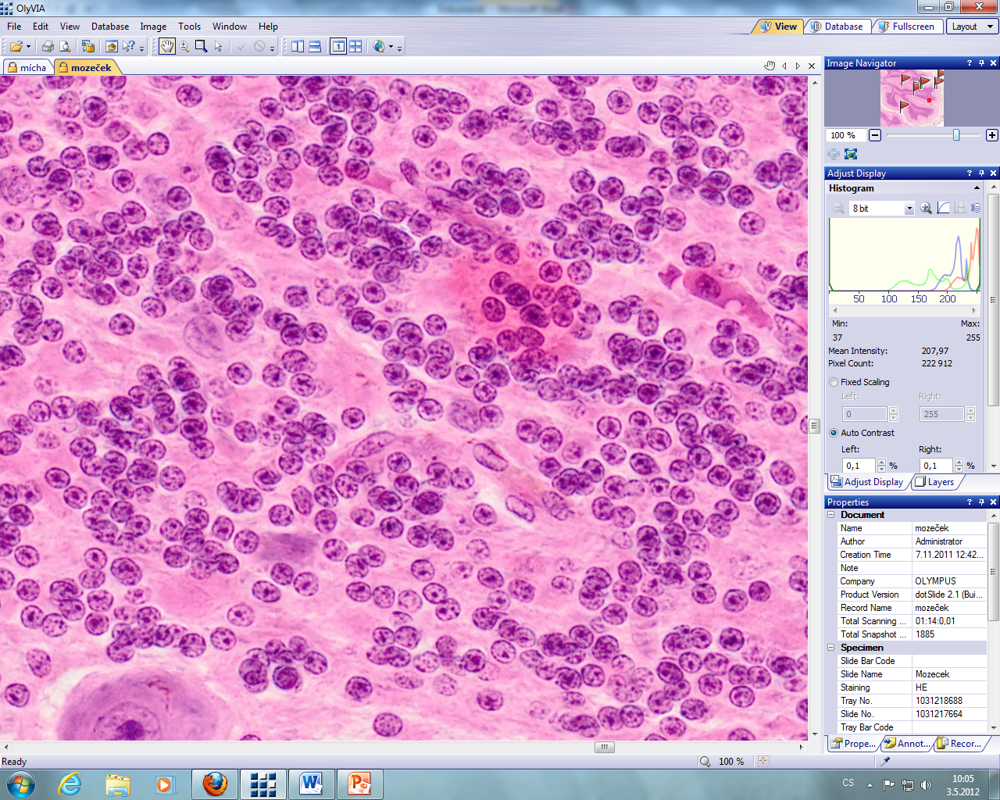 OlyVIA
File Edit View Database Image Tools Window Help
View Database Fullscreen Layout
1
mícha mozeček
Image Navigator
100 %
Adjust Display
Histogram
8 bit
50 100 150 200
Min: Max:
37 255
Mean Intensity: 207,97
Pixel Count: 222 912
Fixed Scaling
Left: Right:
0 255
Auto Contrast
Left: Right:
0,1 % 0,1 %
Adjust Display Layers
Properties
Document
Name mozeček
Author Administrator
Creation Time 7.11.2011 12:42...
Note
Company OLYMPUS
Product Version dotSlide 2.1 (Bui...
Record Name mozeček
Total Scanning ... 01:14:0,01
Total Snapshot ... 1885
Specimen
Slide Bar Code
Slide Name Mozecek
Staining HE
Tray No. 1031218688
Slide No. 1031217664
Tray Bar Code
Prope... Annot... Recor...
Ready 100 %
CS 10:05
3.5.2012